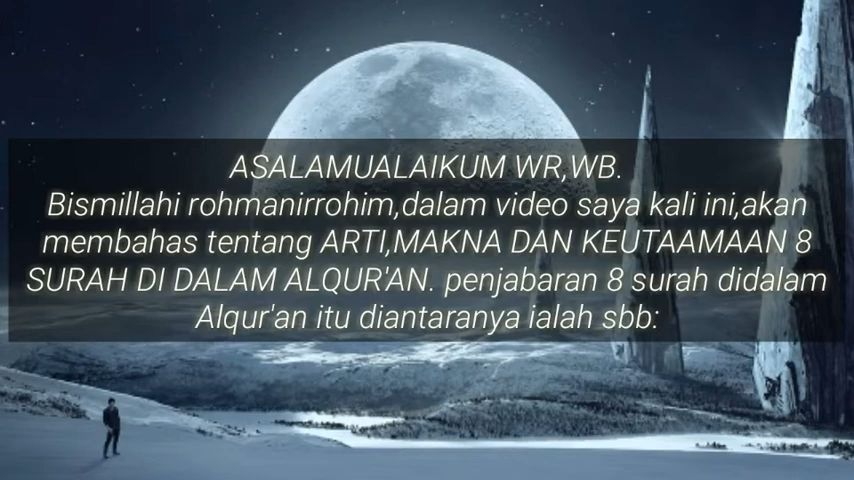 ASALAMUALAIKUM WR,WB.
Bismillahi rohmanirrohim,dalam video saya kali ini,akan
membahas tentang ARTI,MAKNA DAN KEUTAAMAAN 8
SURAH DI DALAM ALQUR'AN. penjabaran 8 surah didalam
Alqur'an itu diantaranya ialah sbb: